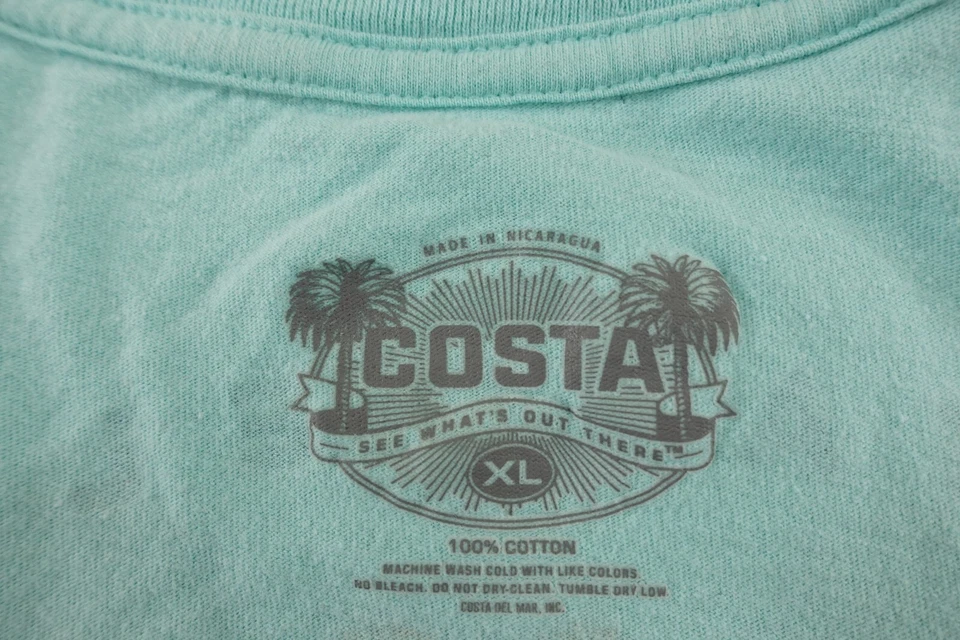 MADE IN NICARAGUA
COSTA
SEE WHAT'S OUT THERE™
XL
100% COTTON
MACHINE WASH COLD WITH LIKE COLORS.
NO BLEACH. DO NOT DRY-CLEAN. TUMBLE DRY LOW.
COSTA DEL MAR, INC.